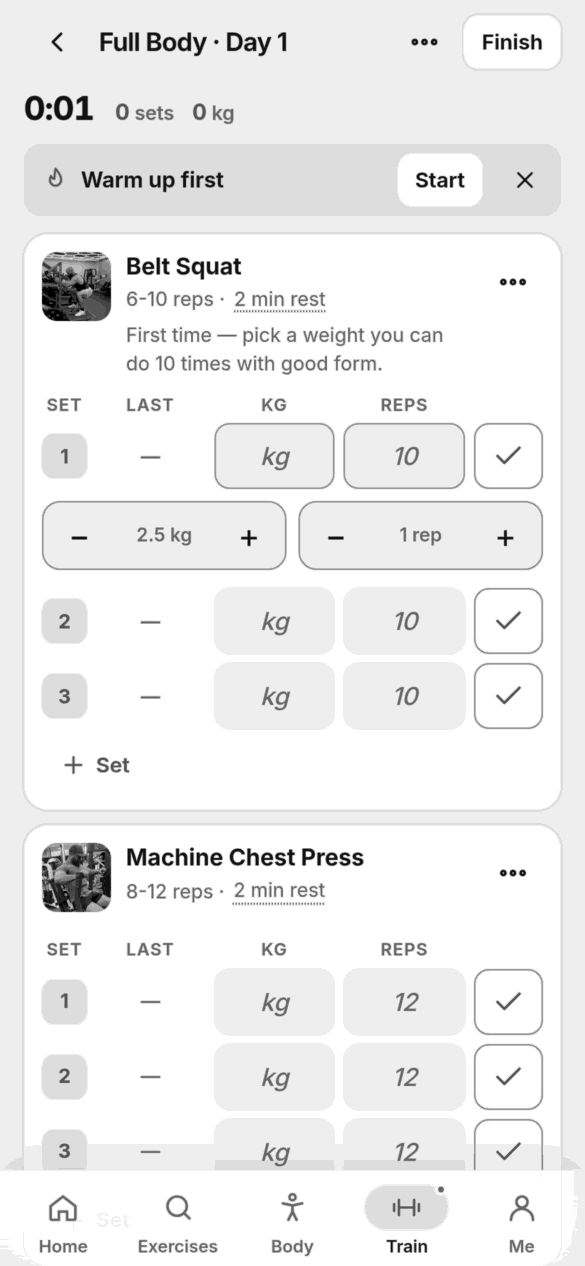 Full Body · Day 1
Finish
0:01 0 sets 0 kg
Warm up first
Start
Belt Squat
6-10 reps · 2 min rest
First time — pick a weight you can
do 10 times with good form.
SET LAST KG REPS
1 — kg 10
− 2.5 kg + − 1 rep +
2 — kg 10
3 — kg 10
+ Set
Machine Chest Press
8-12 reps · 2 min rest
SET LAST KG REPS
1 — kg 12
2 — kg 12
3 — kg 12
+ Set
Home Exercises Body Train Me